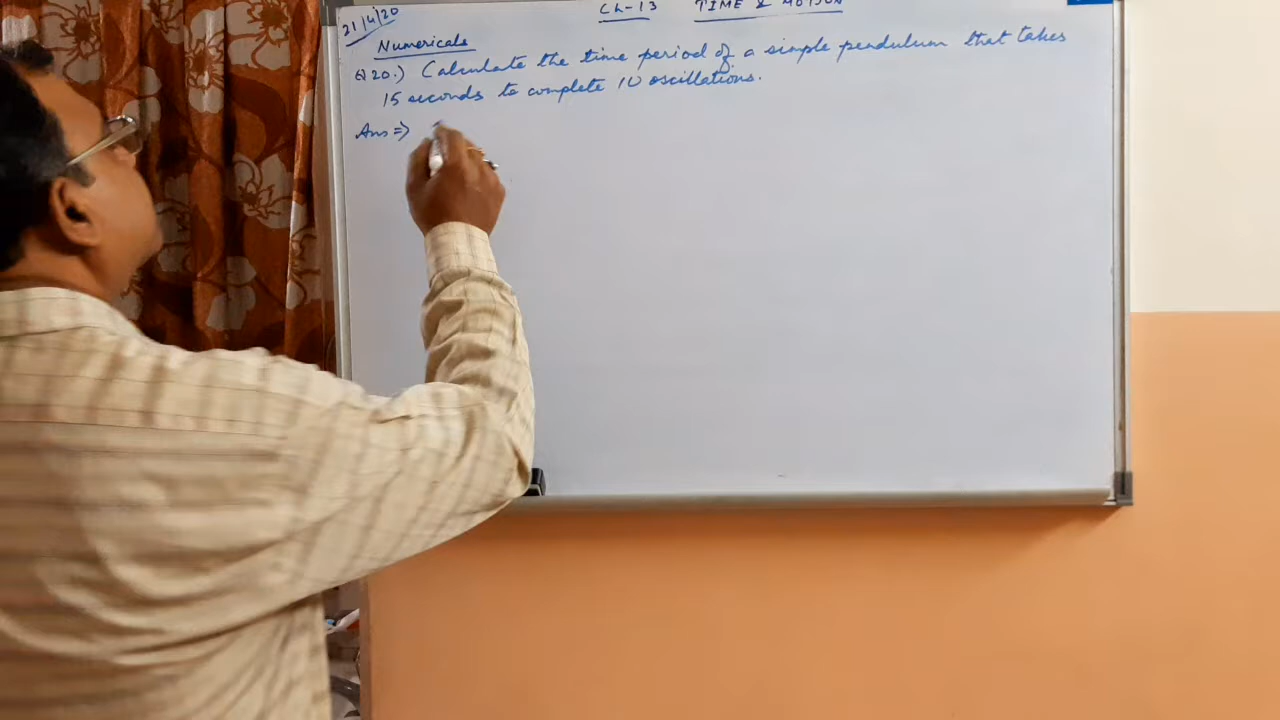 21/4/20
Ch-13 TIME & MOTION
Numericals
Q 20.) Calculate the time period of a simple pendulum that takes
15 seconds to complete 10 oscillations.
Ans ⇒